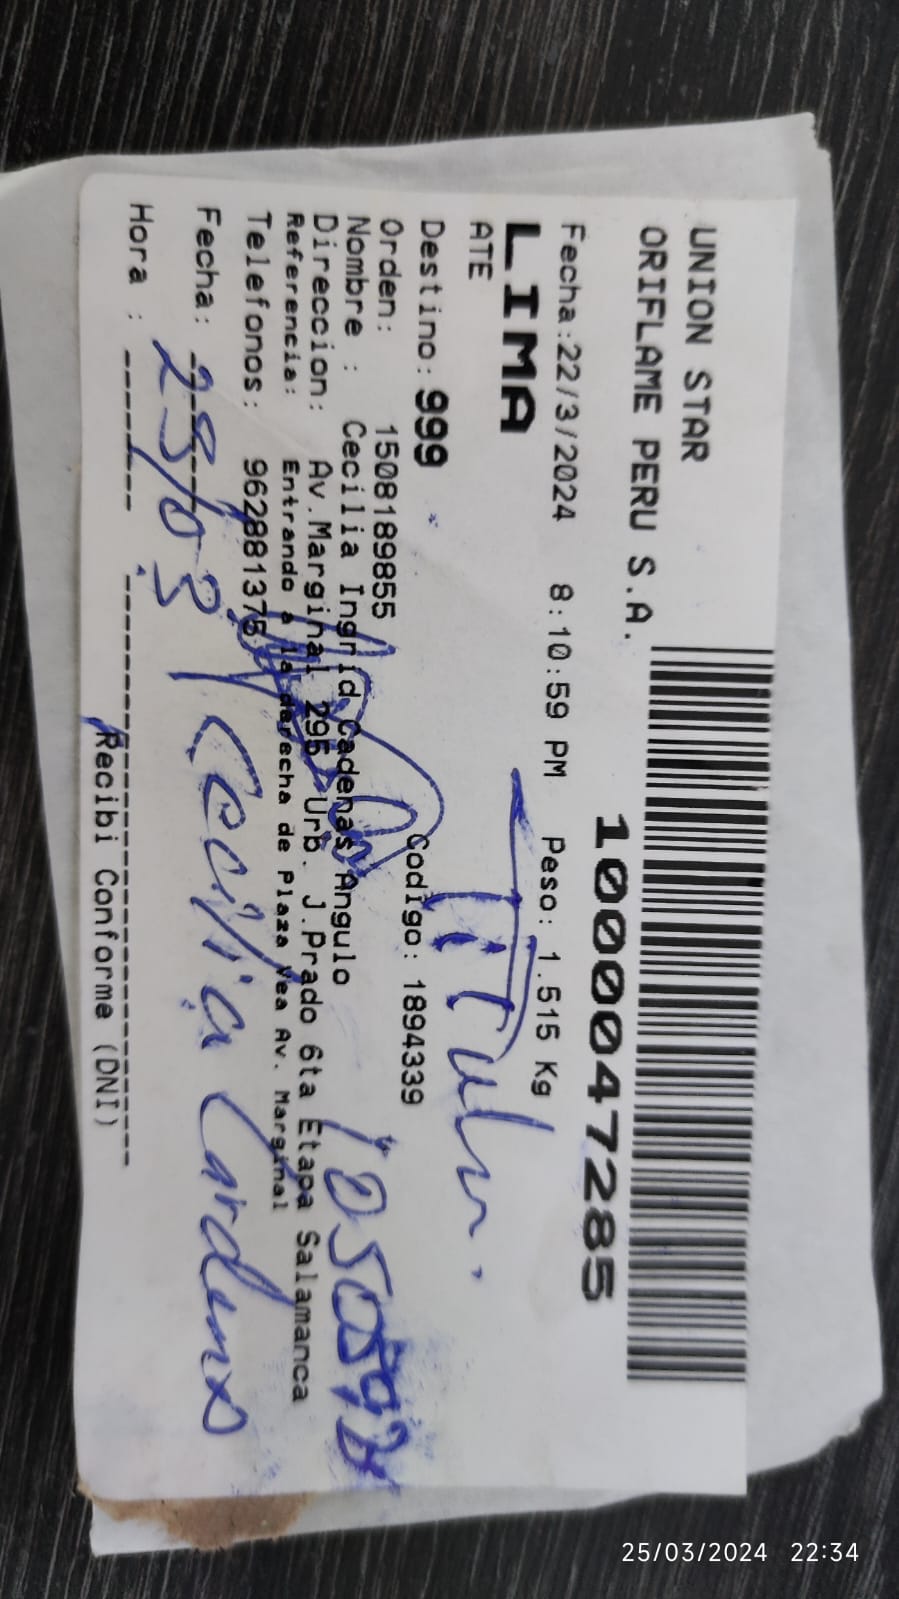 UNION STAR
ORIFLAME PERU S.A.
1000047285
Fecha:22/3/2024 8:10:59 PM Peso: 1.515 Kg
LIMA
ATE
Titular.
Destino: 999
Codigo: 1894339
Orden: 1508189855
Nombre : Cecilia Ingrid Cadenas Angulo
Direccion: Av.Marginal 295 Urb. J.Prado 6ta Etapa Salamanca
Referencia: Entrando a la derecha de Plaza Vea Av. Marginal
Telefonos: 962881375
Fecha: 25/03 Cecilia Cardenas
Hora :
Recibi Conforme (DNI)
25/03/2024 22:34